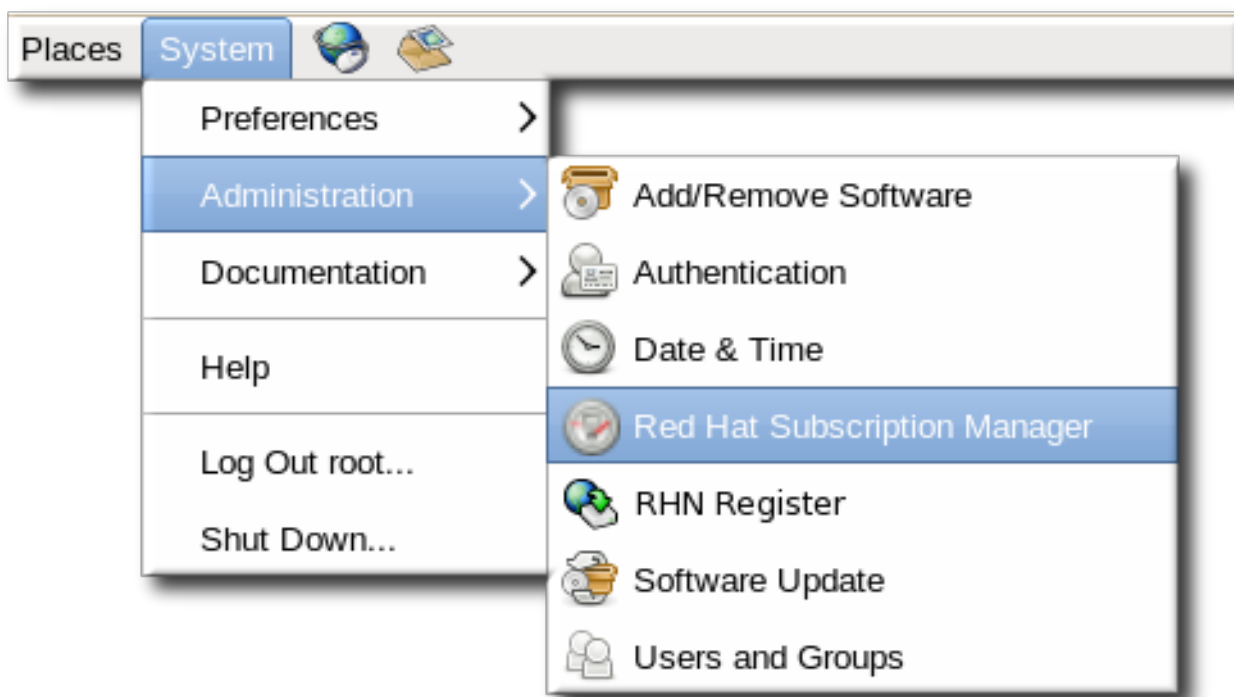 Places System
Preferences
Administration
Documentation
Help
Log Out root...
Shut Down...
Add/Remove Software
Authentication
Date & Time
Red Hat Subscription Manager
RHN Register
Software Update
Users and Groups